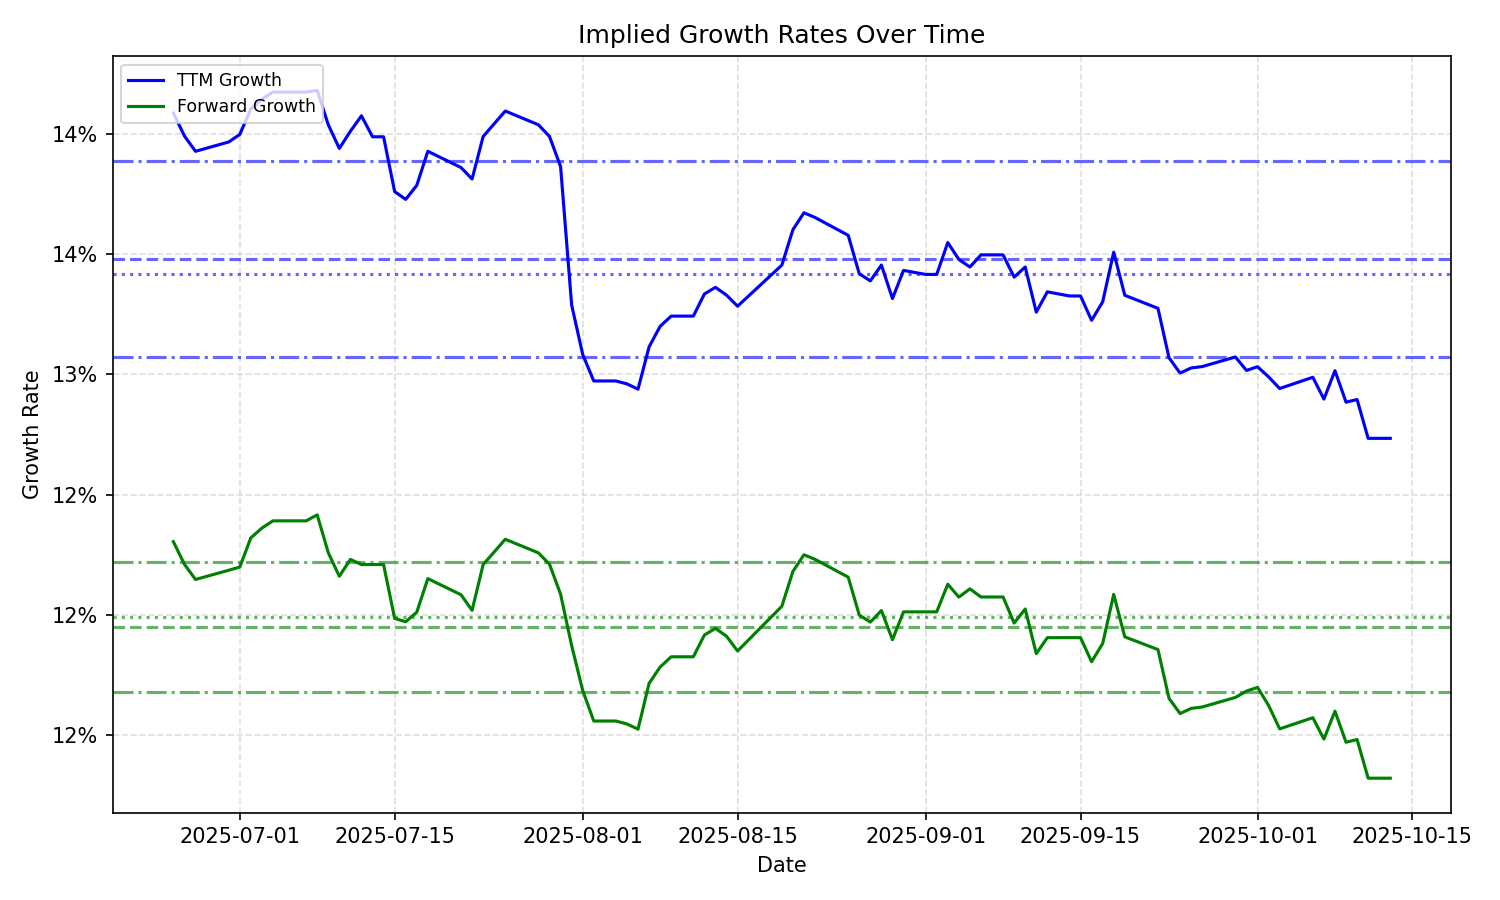 Implied Growth Rates Over Time
TTM Growth
Forward Growth
14%
14%
13%
12%
12%
12%
Growth Rate
2025-07-01
2025-07-15
2025-08-01
2025-08-15
2025-09-01
2025-09-15
2025-10-01
2025-10-15
Date